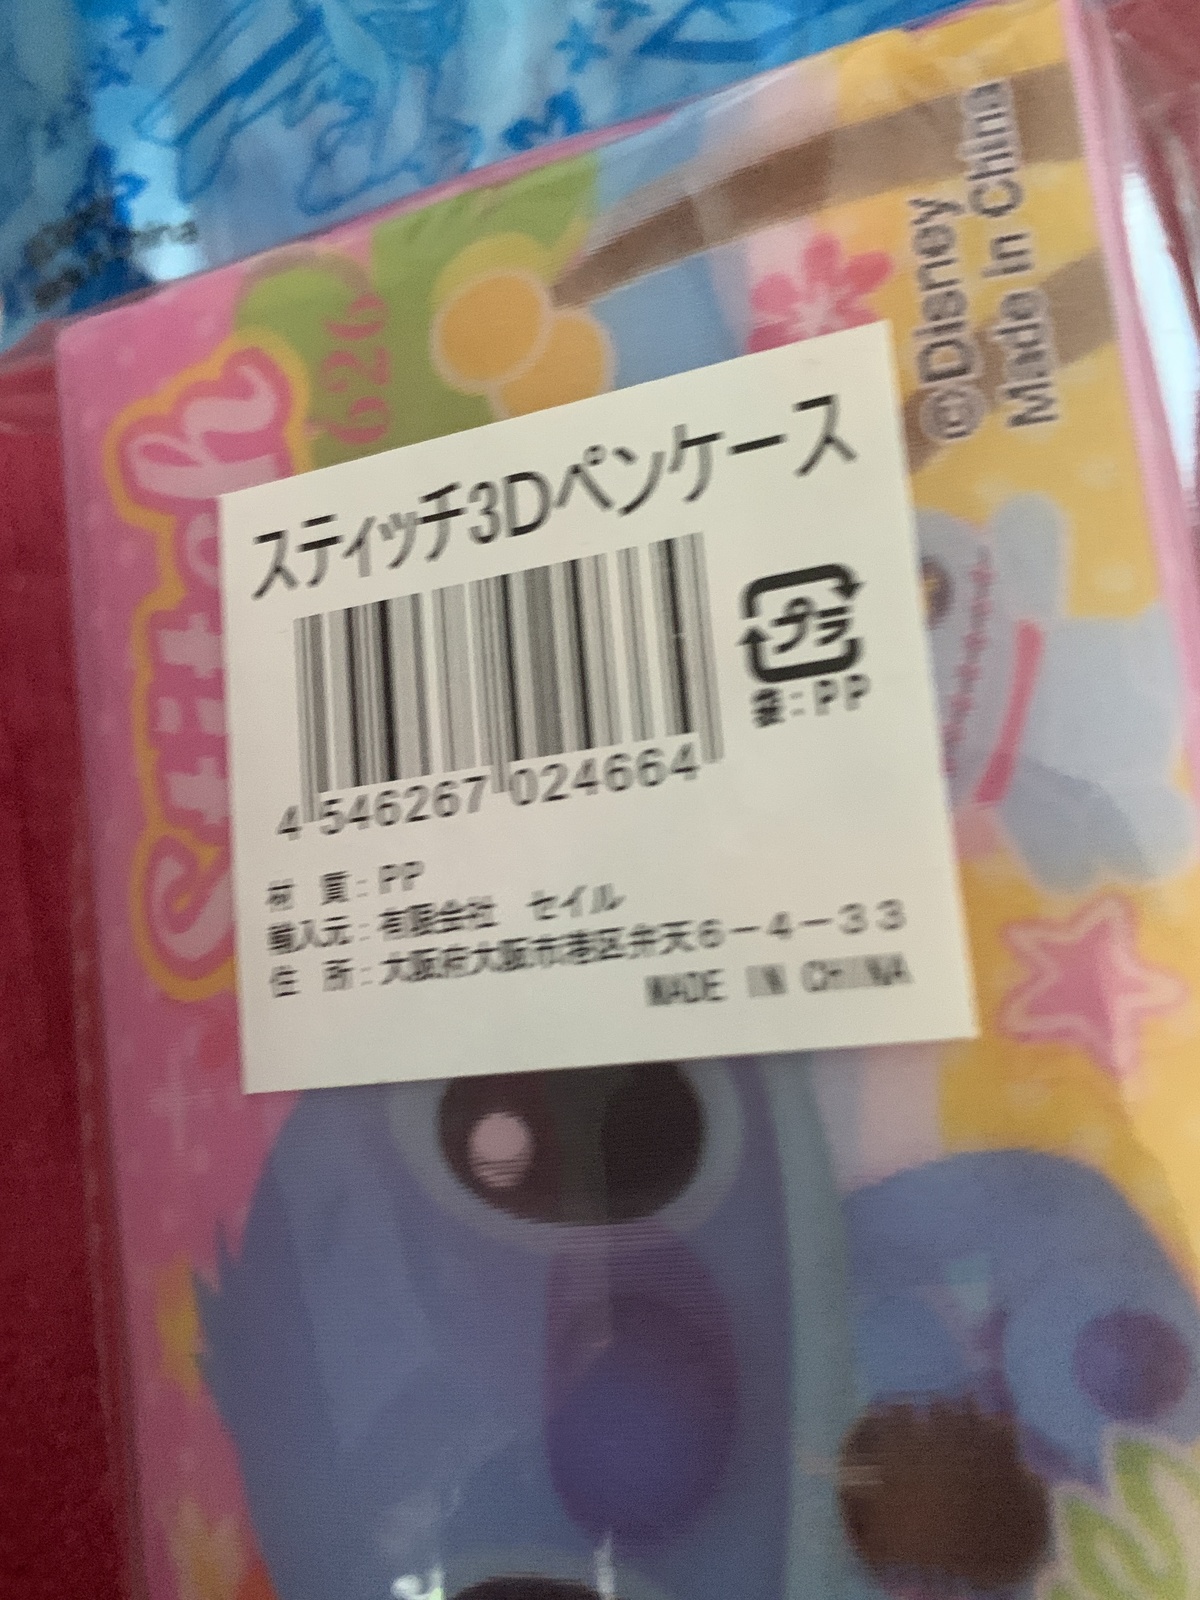 ©Disney
Made in China
Stitch
626
スティッチ3Dペンケース
プラ
袋:PP
4 546267 024664
材 質:PP
輸入元:有限会社 セイル
住 所:大阪府大阪市港区弁天6-4-33
MADE IN CHINA